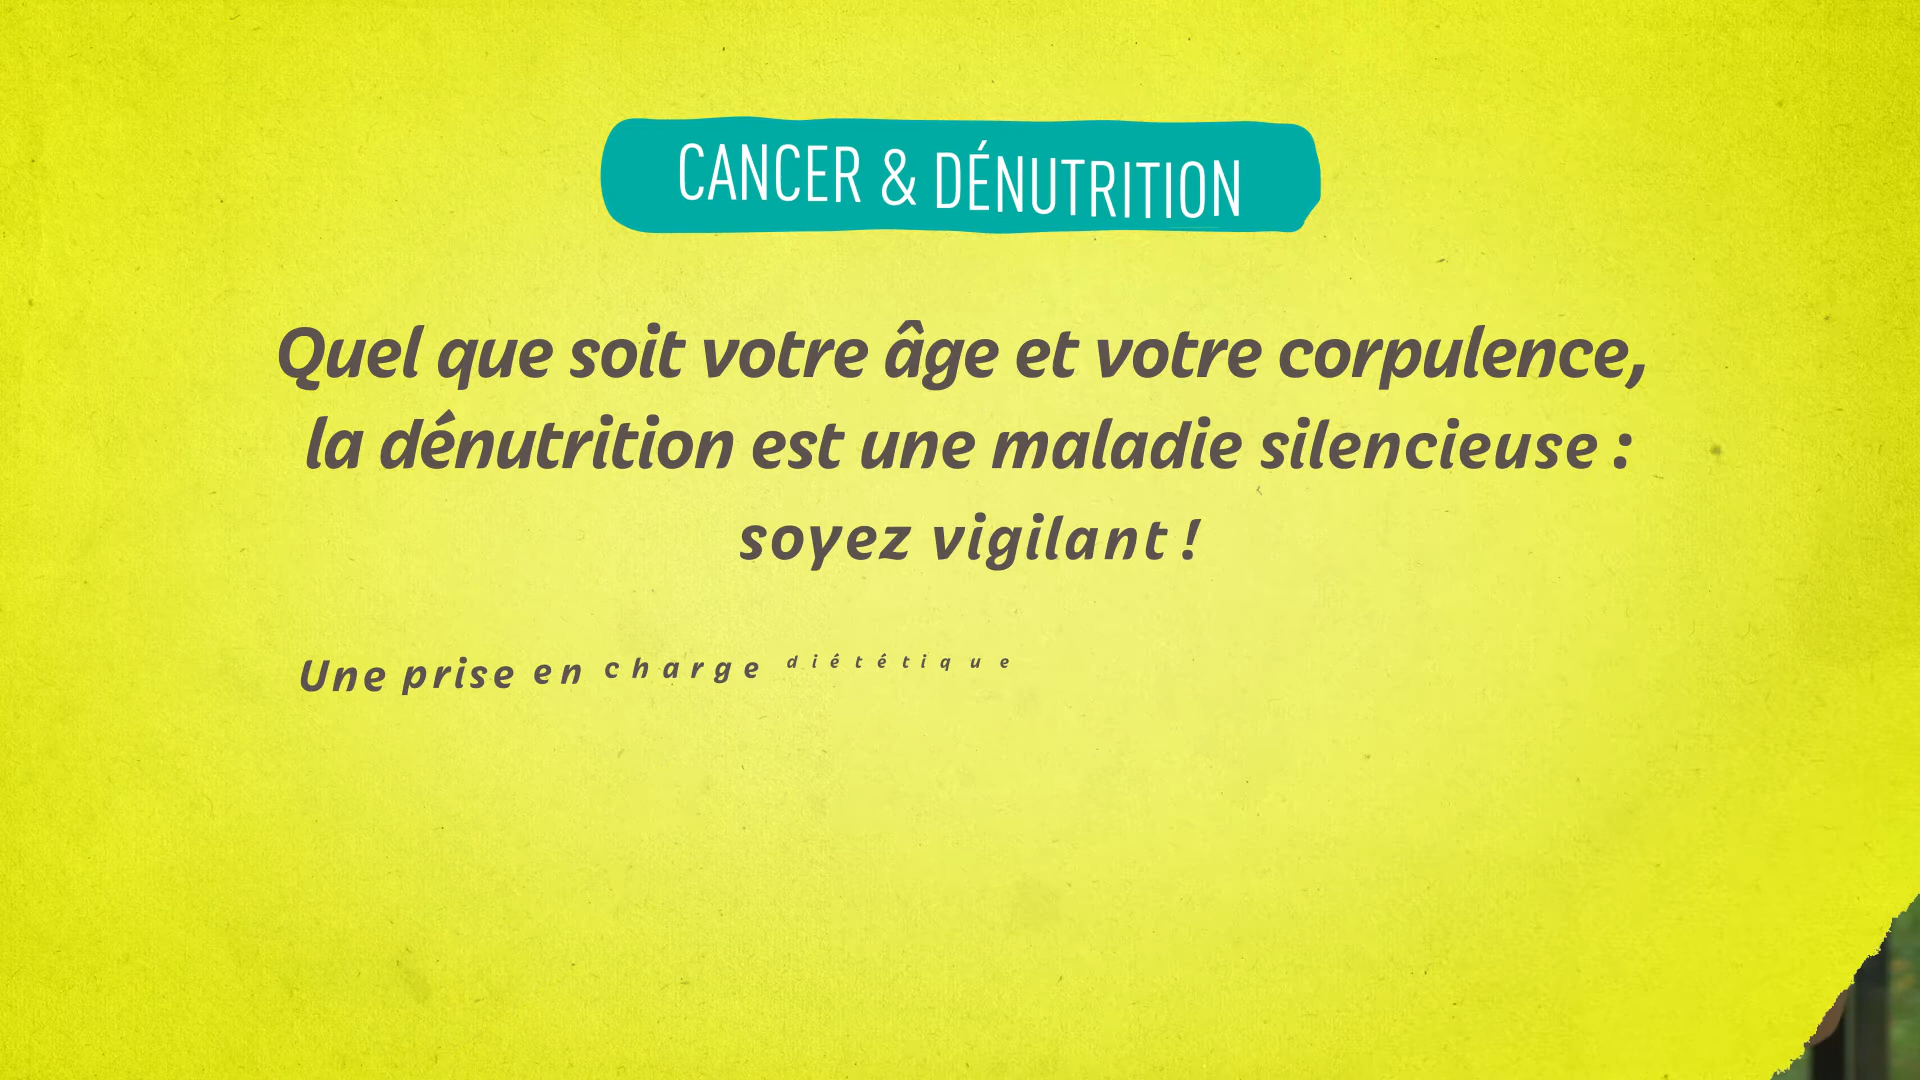 CANCER & DÉNUTRITION
Quel que soit votre âge et votre corpulence,
la dénutrition est une maladie silencieuse :
soyez vigilant !
Une prise en charge diététique